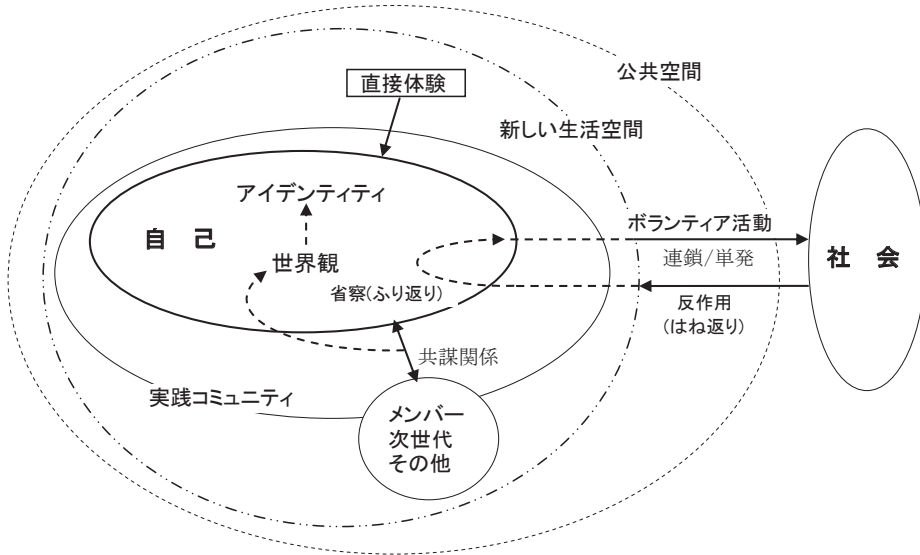 公共空間
直接体験
新しい生活空間
アイデンティティ
自 己
世界観
省察(ふり返り)
ボランティア活動
連鎖/単発
反作用
(はね返り)
社 会
共謀関係
実践コミュニティ
メンバー
次世代
その他